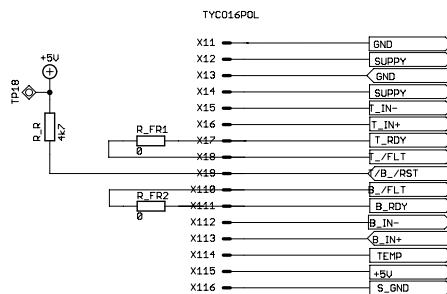 TYCO16POL
X11 GND
X12 SUPPY
+5V
X13 GND
X14 SUPPY
TP18
X15 T_IN-
R_R 4k7
X16 T_IN+
R_FR1
X17 T_RDY
0
X18 T_/FLT
X19 T/B_/RST
X110 B_/FLT
R_FR2
X111 B_RDY
0
X112 B_IN-
X113 B_IN+
X114 TEMP
X115 +5V
X116 S_GND